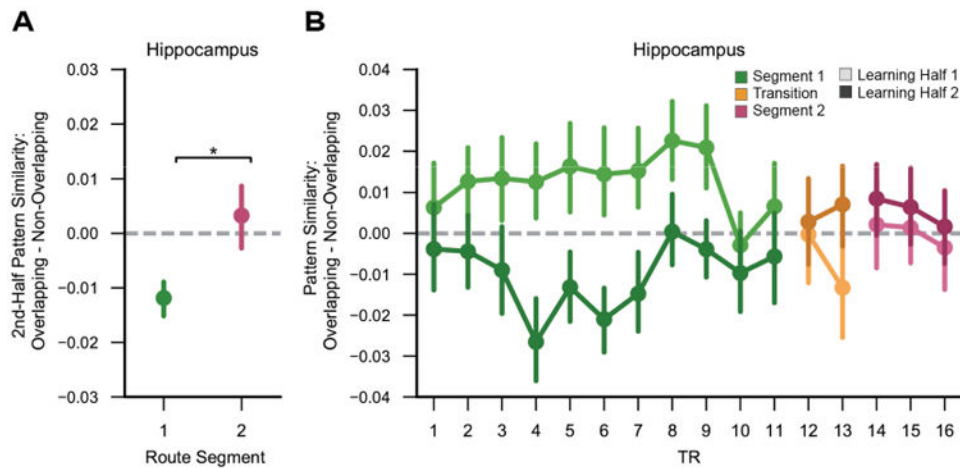 A
Hippocampus
2nd-Half Pattern Similarity:
Overlapping - Non-Overlapping
0.03
0.02
0.01
0.00
−0.01
−0.02
−0.03
*
1
2
Route Segment
B
Hippocampus
Pattern Similarity:
Overlapping - Non-Overlapping
0.04
0.03
0.02
0.01
0.00
−0.01
−0.02
−0.03
−0.04
Segment 1
Transition
Segment 2
Learning Half 1
Learning Half 2
1 2 3 4 5 6 7 8 9 10 11 12 13 14 15 16
TR